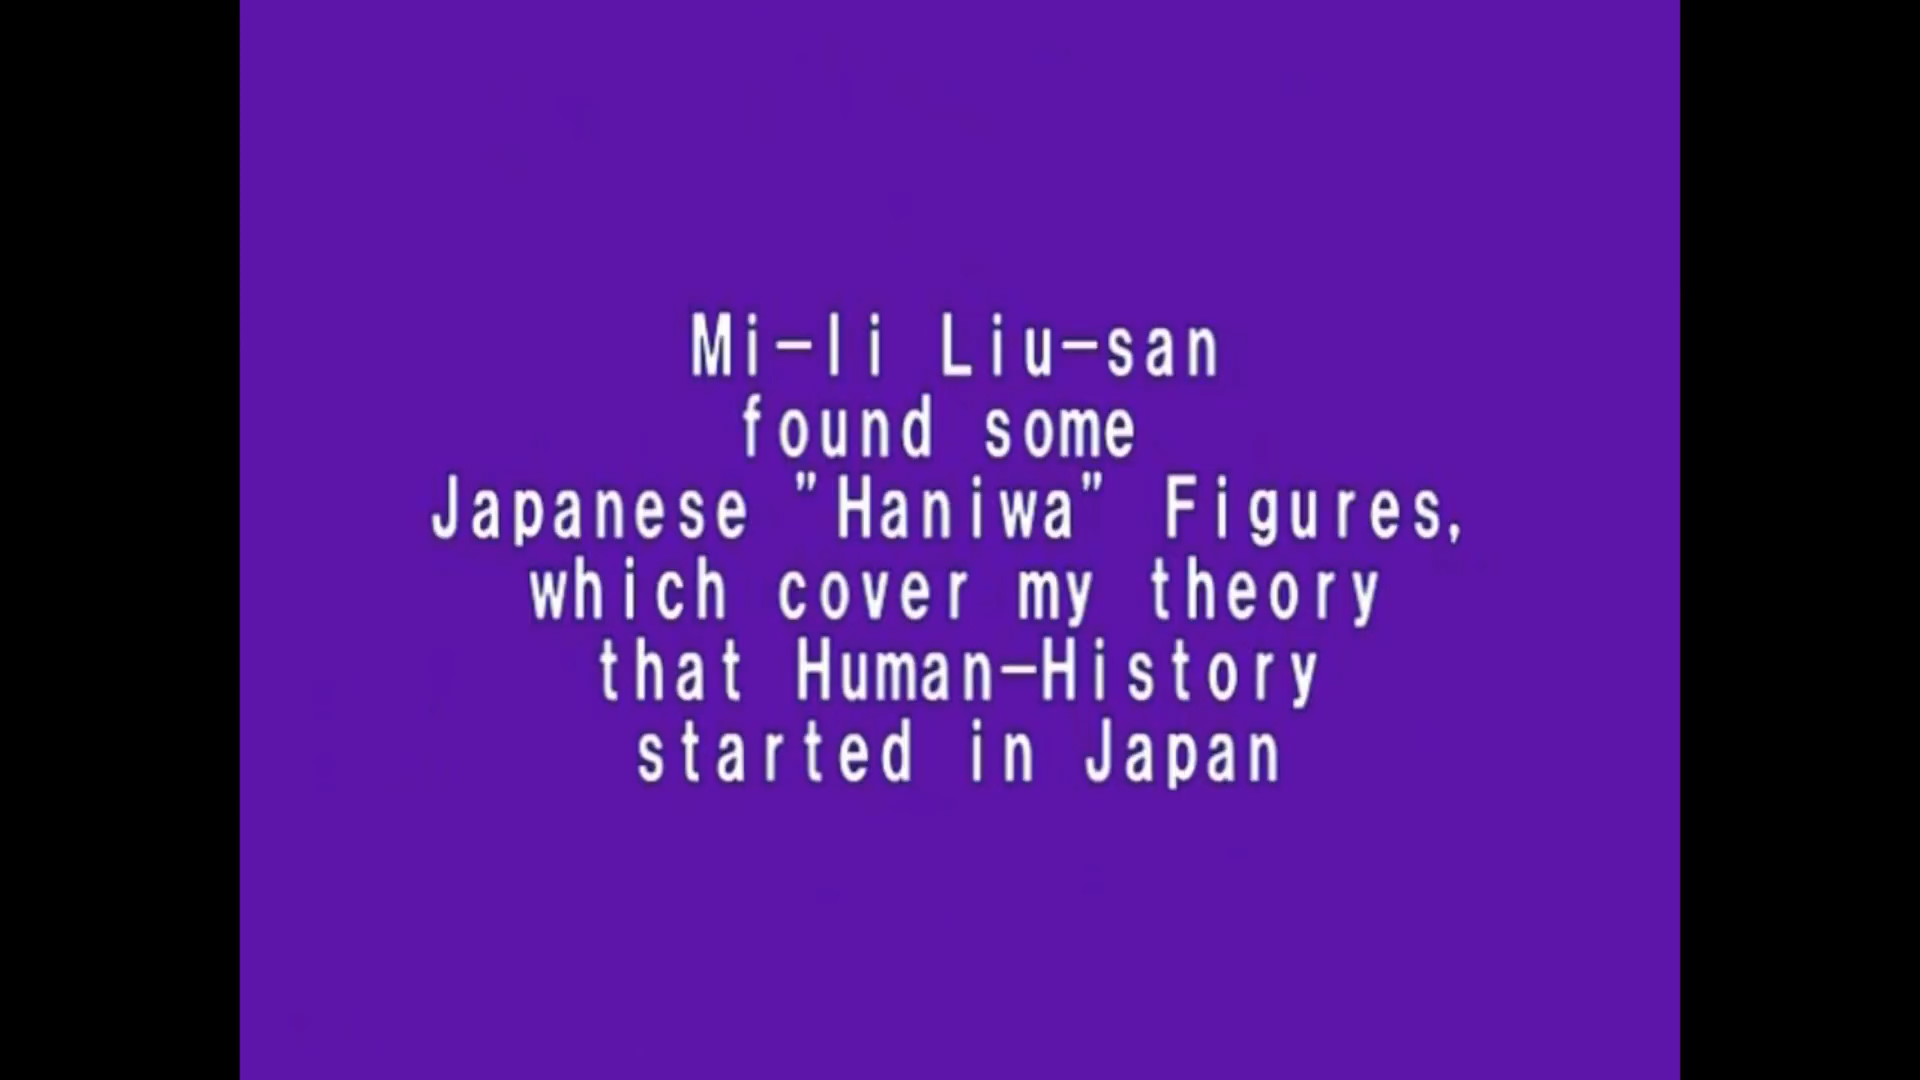 Mi-li Liu-san
found some
Japanese "Haniwa" Figures,
which cover my theory
that Human-History
started in Japan